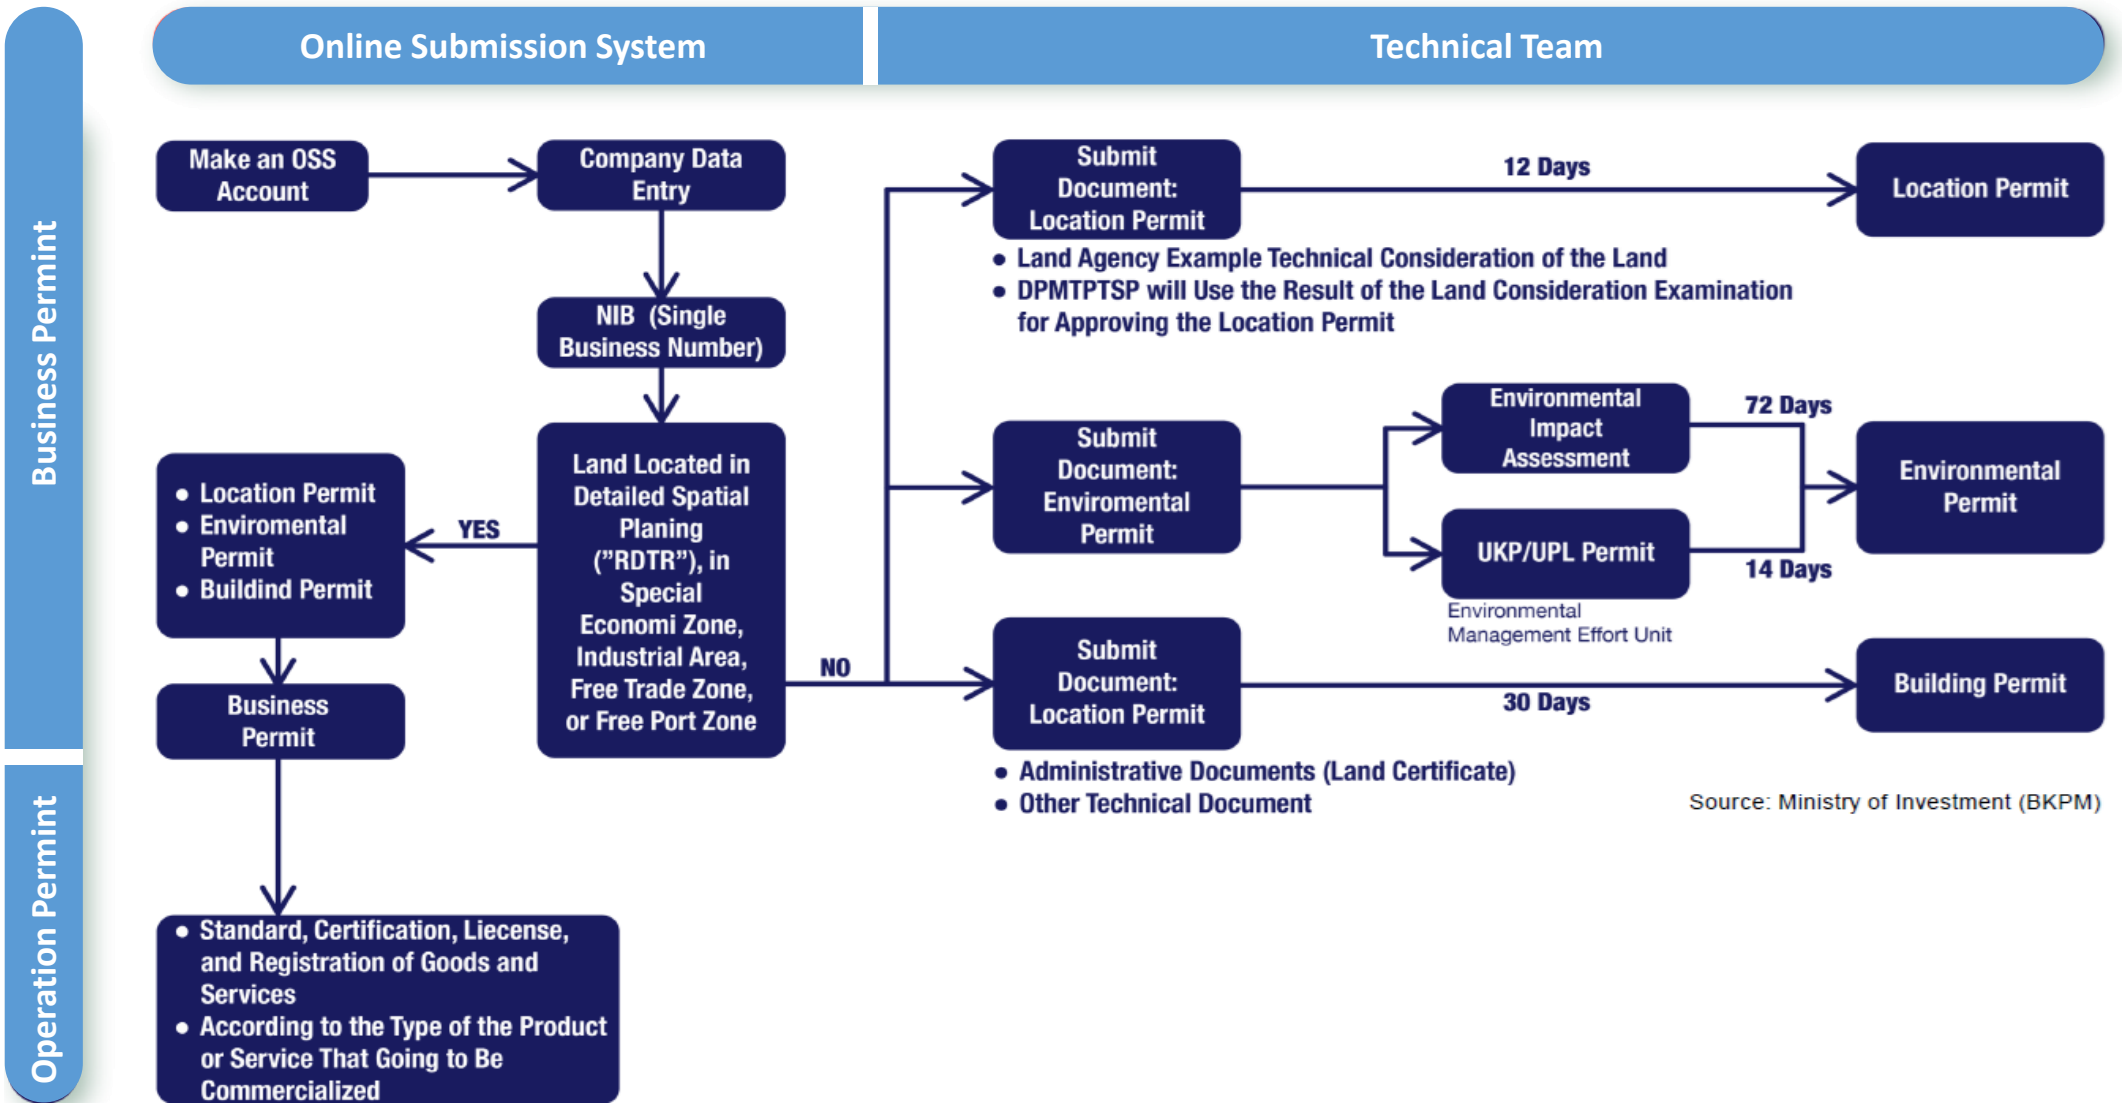 Online Submission System
Technical Team
Business Permint
Operation Permint
Make an OSS
Account
Company Data
Entry
NIB (Single
Business Number)
Land Located in
Detailed Spatial
Planing
("RDTR"), in
Special
Economi Zone,
Industrial Area,
Free Trade Zone,
or Free Port Zone
YES
● Location Permit
● Enviromental
Permit
● Buildind Permit
Business
Permit
● Standard, Certification, Liecense,
and Registration of Goods and
Services
● According to the Type of the Product
or Service That Going to Be
Commercialized
NO
Submit
Document:
Location Permit
12 Days
Location Permit
● Land Agency Example Technical Consideration of the Land
● DPMTPTSP will Use the Result of the Land Consideration Examination
for Approving the Location Permit
Submit
Document:
Enviromental
Permit
Environmental
Impact
Assessment
72 Days
UKP/UPL Permit
14 Days
Environmental
Management Effort Unit
Environmental
Permit
Submit
Document:
Location Permit
30 Days
Building Permit
● Administrative Documents (Land Certificate)
● Other Technical Document
Source: Ministry of Investment (BKPM)